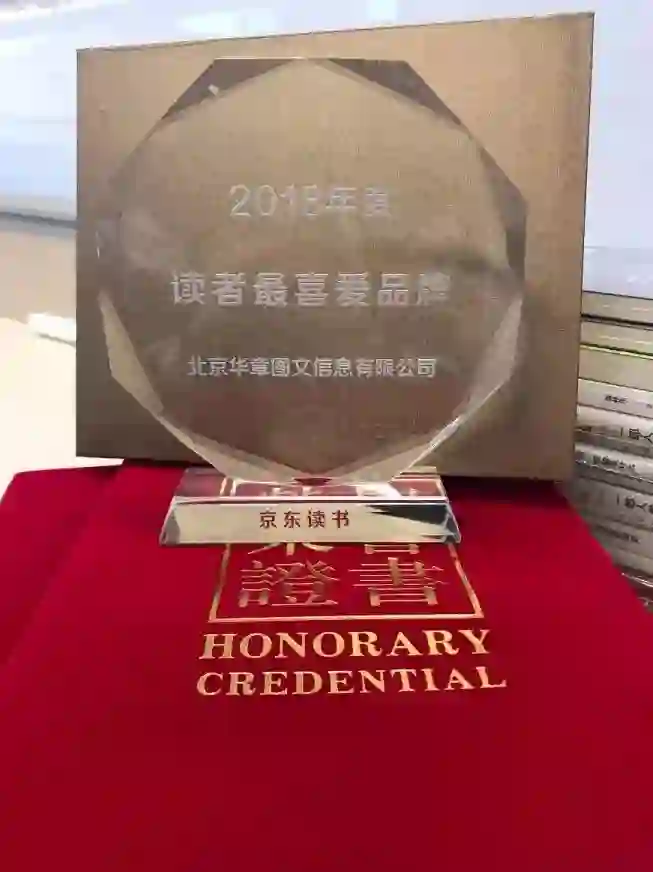 2018年度
读者最喜爱品牌
北京华章图文信息有限公司
京东读书
證書
HONORARY
CREDENTIAL